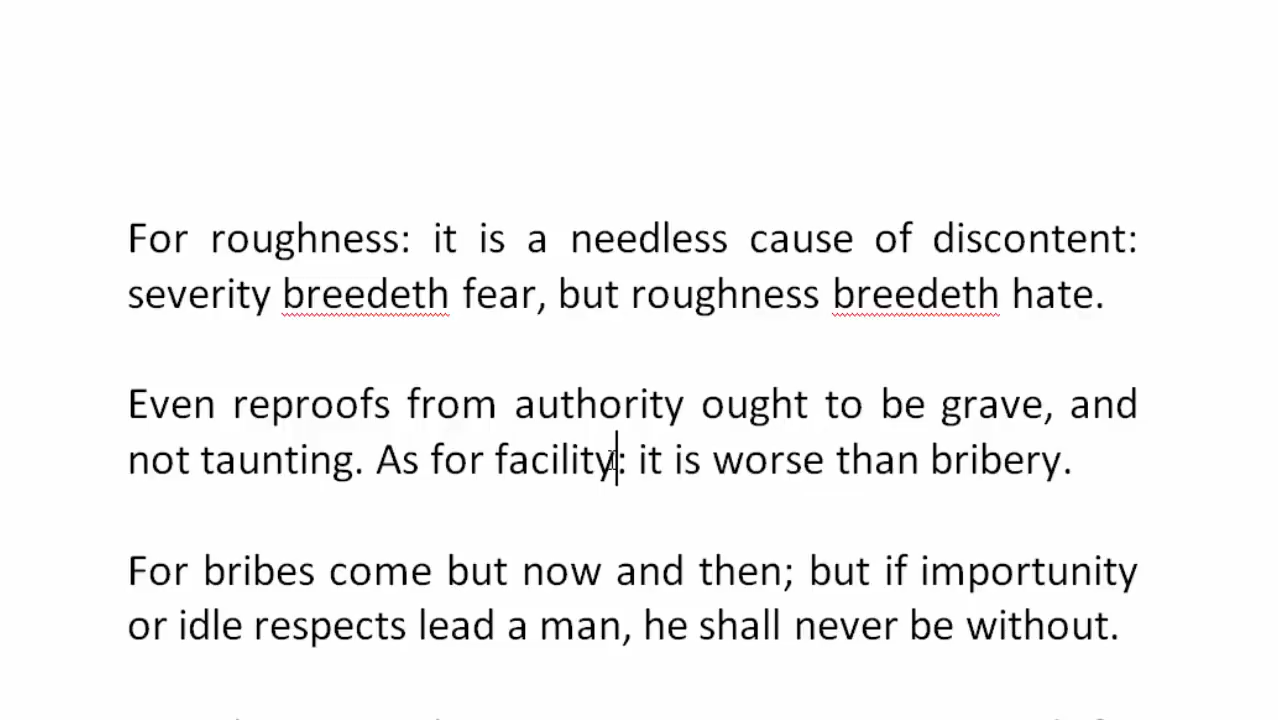 For roughness: it is a needless cause of discontent:
severity breedeth fear, but roughness breedeth hate.
Even reproofs from authority ought to be grave, and
not taunting. As for facility: it is worse than bribery.
For bribes come but now and then; but if importunity
or idle respects lead a man, he shall never be without.